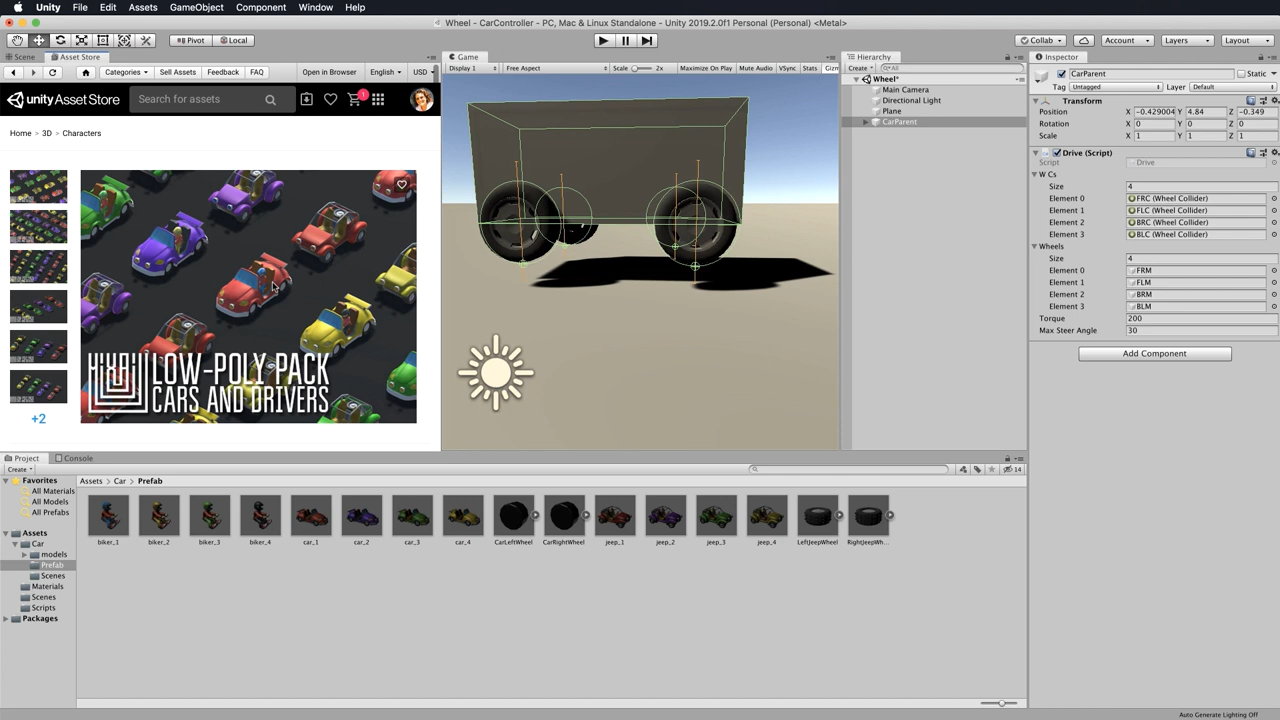 Unity File Edit Assets GameObject Component Window Help
Wheel - CarController - PC, Mac & Linux Standalone - Unity 2019.2.0f1 Personal (Personal) <Metal>
Pivot Local Collab Account Layers Layout
Scene Asset Store
Categories Sell Assets Feedback FAQ Open in Browser English USD
unity Asset Store Search for assets 1
Home > 3D > Characters
LOW-POLY PACK
CARS AND DRIVERS
+2
Game
Display 1 Free Aspect Scale 2x Maximize On Play Mute Audio VSync Stats Gizm
Hierarchy
Create All
Wheel*
Main Camera
Directional Light
Plane
CarParent
Inspector
CarParent Static
Tag Untagged Layer Default
Transform
Position X -0.429004 Y 4.84 Z -0.349
Rotation X 0 Y 0 Z 0
Scale X 1 Y 1 Z 1
Drive (Script)
Script Drive
W Cs
Size 4
Element 0 FRC (Wheel Collider)
Element 1 FLC (Wheel Collider)
Element 2 BRC (Wheel Collider)
Element 3 BLC (Wheel Collider)
Wheels
Size 4
Element 0 FRM
Element 1 FLM
Element 2 BRM
Element 3 BLM
Torque 200
Max Steer Angle 30
Add Component
Project Console
Create 14
Favorites
All Materials
All Models
All Prefabs
Assets
Car
models
Prefab
Scenes
Materials
Scenes
Scripts
Packages
Assets > Car > Prefab
biker_1 biker_2 biker_3 biker_4 car_1 car_2 car_3 car_4 CarLeftWheel CarRightWheel jeep_1 jeep_2 jeep_3 jeep_4 LeftJeepWheel RightJeepWh...
Auto Generate Lighting Off